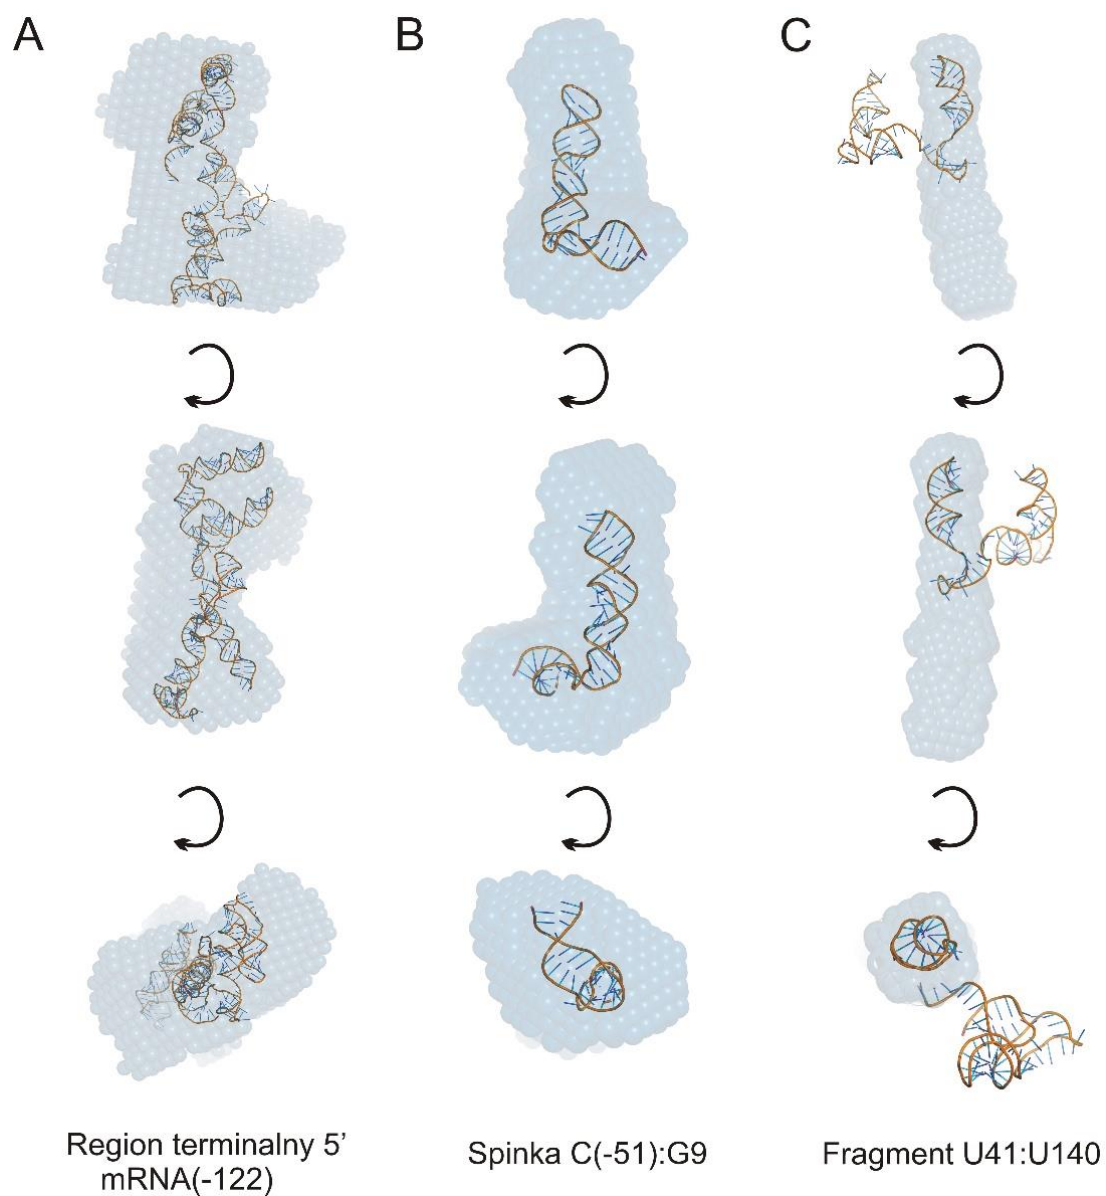 A
B
C
Region terminalny 5’
mRNA(-122)
Spinka C(-51):G9
Fragment U41:U140